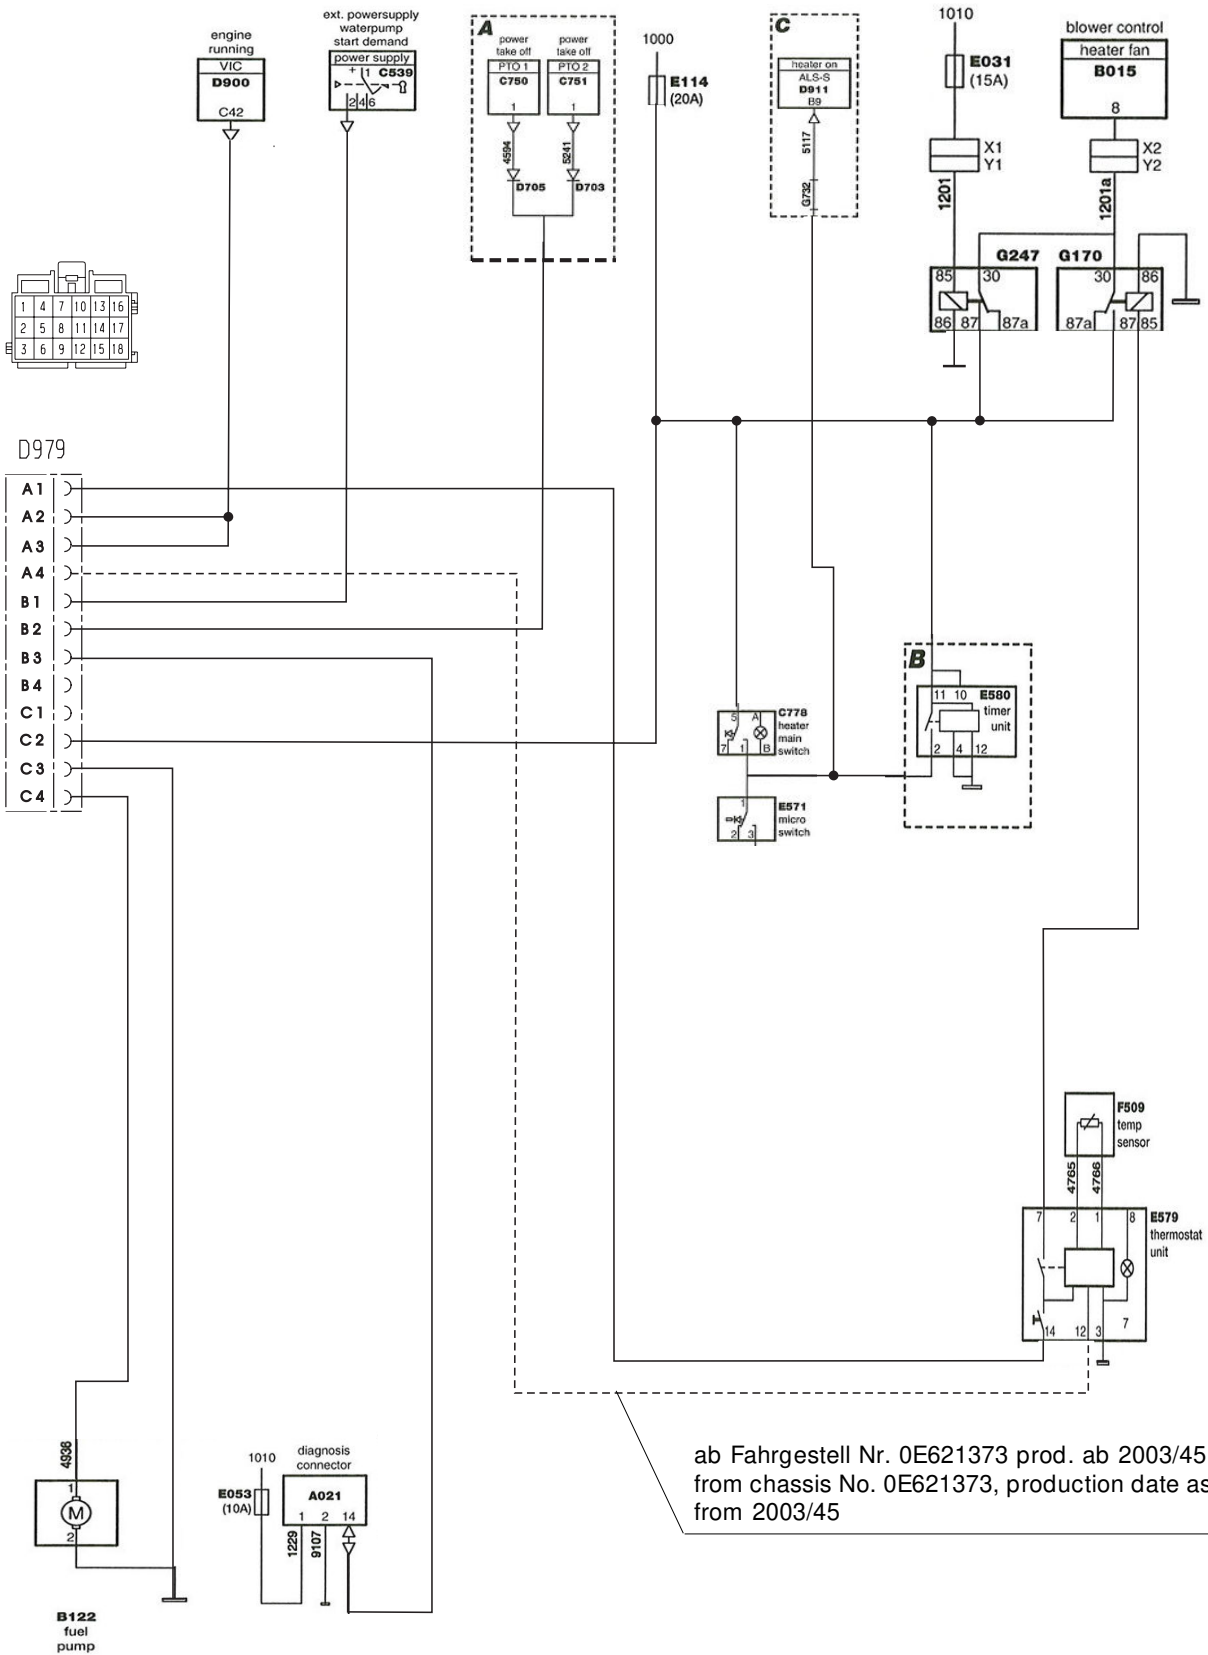 engine
running
VIC
D900
C42
ext. powersupply
waterpump
start demand
power supply
+ 1 C539
2 4 6
A
power
take off
power
take off
PTO 1
C750
1
PTO 2
C751
1
4594
5241
D705
D703
1000
E114
(20A)
C
heater on
ALS-S
D911
B9
5117
G732
1010
E031
(15A)
X1
Y1
1201
blower control
heater fan
B015
8
X2
Y2
1201a
G247
G170
85 30
86 87 87a
30 86
87a 87 85
1 4 7 10 13 16
2 5 8 11 14 17
3 6 9 12 15 18
D979
A1
A2
A3
A4
B1
B2
B3
B4
C1
C2
C3
C4
B
11 10 E580
timer
unit
2 4 12
5 A
C778
heater
main
switch
7 1 B
1
E571
micro
switch
2 3
F509
temp
sensor
4765
4766
7 2 1 8
E579
thermostat
unit
14 12 3 7
ab Fahrgestell Nr. 0E621373 prod. ab 2003/45
from chassis No. 0E621373, production date as
from 2003/45
4936
1
M
2
B122
fuel
pump
1010
E053
(10A)
diagnosis
connector
A021
1 2 14
1229
9107